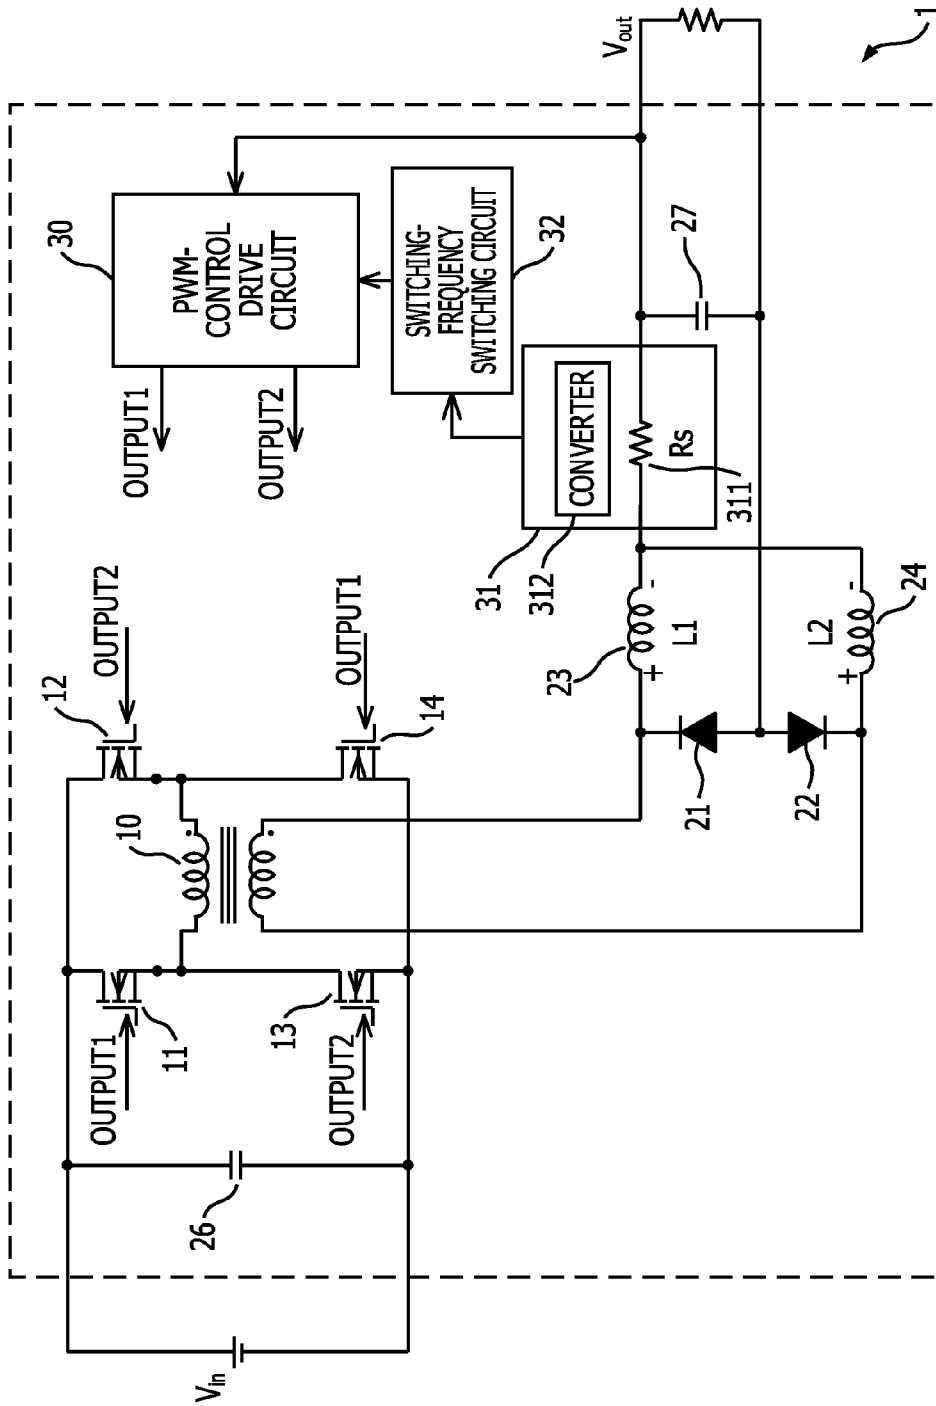 1
Vin
26
OUTPUT1
11
OUTPUT2
13
10
12
OUTPUT2
14
OUTPUT1
OUTPUT1
OUTPUT2
30
PWM-
CONTROL
DRIVE
CIRCUIT
SWITCHING-
FREQUENCY
SWITCHING CIRCUIT
32
31
312
CONVERTER
Rs
311
27
Vout
23
+
-
L1
L2
+
-
24
21
22